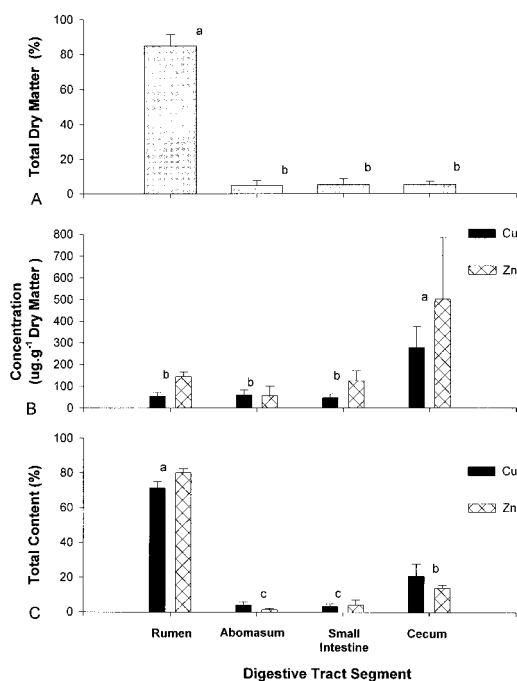 Total Dry Matter (%)
100
80
60
40
20
0
a
b
b
b
A
Concentration
(ug.g⁻¹ Dry Matter )
800
700
600
500
400
300
200
100
0
Cu
Zn
b
b
b
a
B
Total Content (%)
100
80
60
40
20
0
Cu
Zn
a
c
c
b
C
Rumen
Abomasum
Small
Intestine
Cecum
Digestive Tract Segment